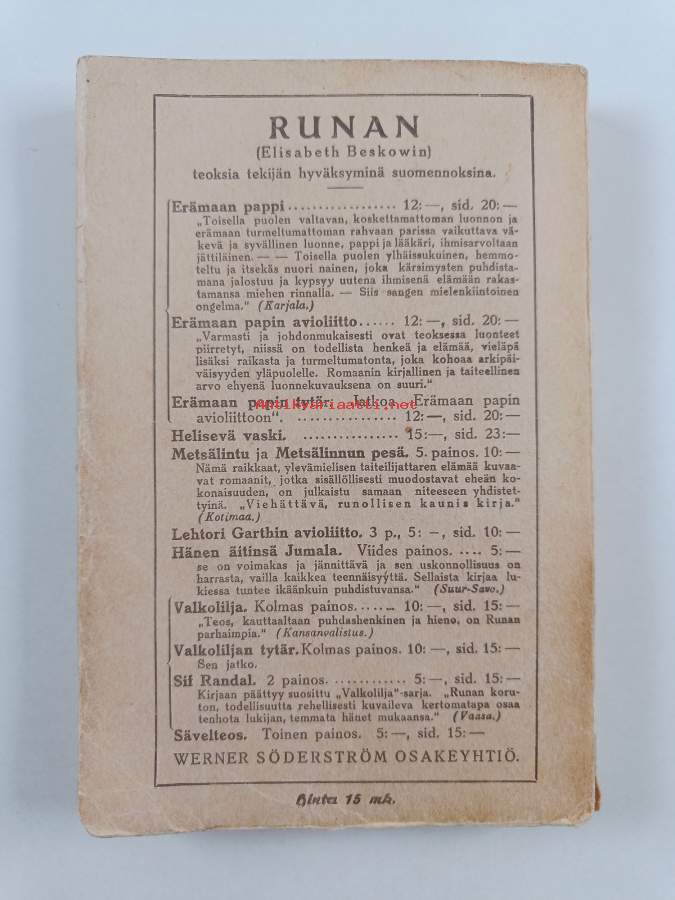 RUNAN
(Elisabeth Beskowin)
teoksia tekijän hyväksyminä suomennoksina.
Erämaan pappi .................. 12: —, sid. 20: —
„Toisella puolen valtavan, koskettamattoman luonnon ja
erämaan turmeltumattoman rahvaan parissa vaikuttava vä-
kevä ja syvällinen luonne, pappi ja lääkäri, ihmisarvoltaan
jättiläinen. — — Toisella puolen ylhäissukuinen, hemmo-
teltu ja itsekäs nuori nainen, joka kärsimysten puhdista-
mana jalostuu ja kypsyy uutena ihmisenä elämään rakas-
tamansa miehen rinnalla. — Siis sangen mielenkiintoinen
ongelma.“ (Karjala.)
Erämaan papin avioliitto ...... 12: —, sid. 20: —
„Varmasti ja johdonmukaisesti ovat teoksessa luonteet
piirretyt, niissä on todellista henkeä ja elämää, vieläpä
lisäksi raikasta ja turmeltumatonta, joka kohoaa arkipäi-
väisyyden yläpuolelle. Romaanin kirjallinen ja taiteellinen
arvo ehyenä luonnekuvauksena on suuri.“
Erämaan papin tytär. Jatkoa „Erämaan papin
Antikvariaatti.net
avioliittoon“. .................. 12: —, sid. 20: —
Helisevä vaski. ................ 15: —, sid. 23: —
Metsälintu ja Metsälinnun pesä. 5. painos. 10: —
Nämä raikkaat, ylevämielisen taiteilijattaren elämää kuvaa-
vat romaanit, jotka sisällöllisesti muodostavat eheän ko-
konaisuuden, on julkaistu samaan niteeseen yhdistet-
tyinä. „Viehättävä, runollisen kaunis kirja.“
(Kotimaa.)
Lehtori Garthin avioliitto. 3 p., 5: —, sid. 10: —
Hänen äitinsä Jumala. Viides painos. .... 5: —
se on voimakas ja jännittävä ja sen uskonnollisuus on
harrasta, vailla kaikkea teennäisyyttä. Sellaista kirjaa lu-
kiessa tuntee ikäänkuin puhdistuvansa.“ (Suur-Savo.)
Valkolilja. Kolmas painos. ...... 10: —, sid. 15: —
„Teos, kauttaaltaan puhdashenkinen ja hieno, on Runan
parhaimpia.“ (Kansanvalistus.)
Valkoliljan tytär. Kolmas painos. 10: —, sid. 15: —
Sen jatko.
Sif Randal. 2 painos. ............ 5: —, sid. 15: —
Kirjaan päättyy suosittu „Valkolilja“-sarja. „Runan koru-
ton, todellisuutta rehellisesti kuvaileva kertomatapa osaa
tenhota lukijan, temmata hänet mukaansa.“ (Vaasa.)
Sävelteos. Toinen painos. 5: —, sid. 15: —
WERNER SÖDERSTRÖM OSAKEYHTIÖ.
Hinta 15 mk.